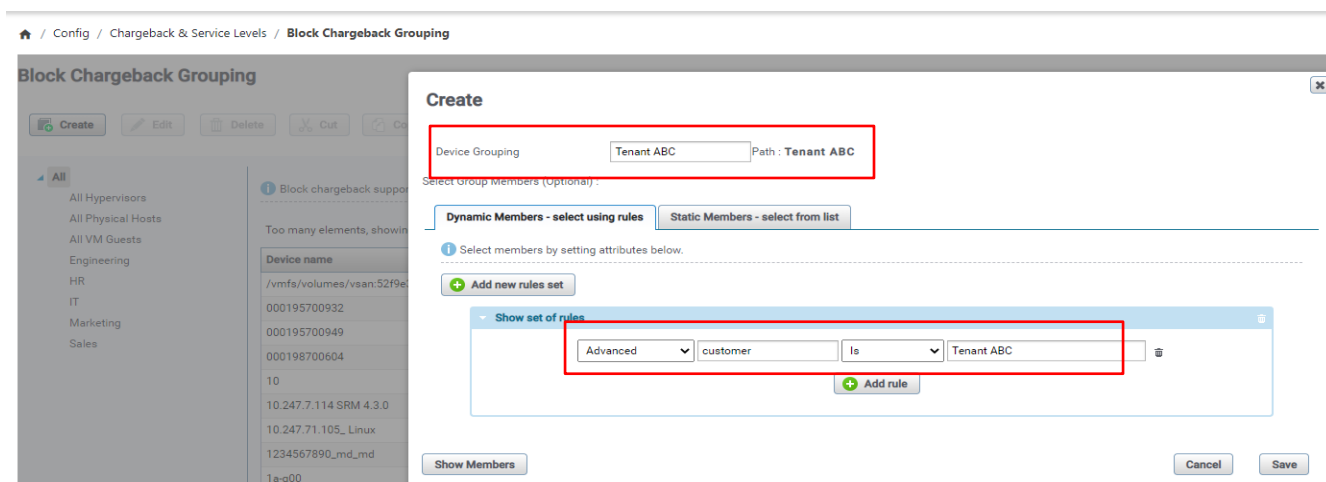 / Config / Chargeback & Service Levels / Block Chargeback Grouping
Block Chargeback Grouping
Create
Edit
Delete
Cut
Co
All
All Hypervisors
All Physical Hosts
All VM Guests
Engineering
HR
IT
Marketing
Sales
Block chargeback suppor
Too many elements, showin
Device name
/vmfs/volumes/vsan:52f9e
000195700932
000195700949
000198700604
10
10.247.7.114 SRM 4.3.0
10.247.71.105_ Linux
1234567890_md_md
1a-g00
Create
Device Grouping Tenant ABC Path : Tenant ABC
Select Group Members (Optional) :
Dynamic Members - select using rules Static Members - select from list
Select members by setting attributes below.
Add new rules set
Show set of rules
Advanced customer Is Tenant ABC
Add rule
Show Members Cancel Save